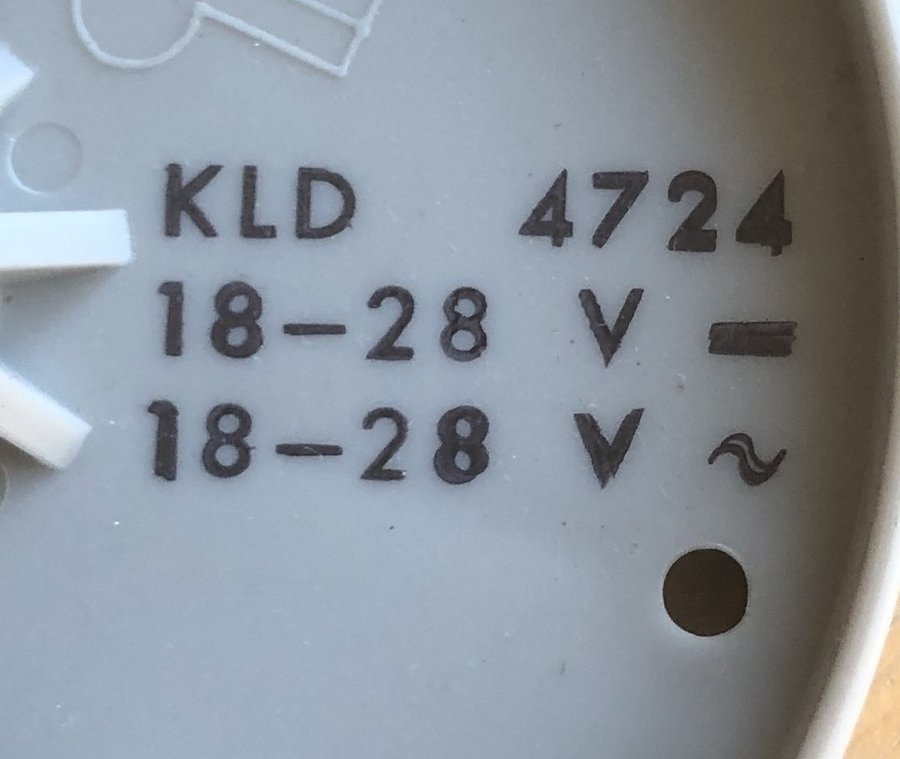 KLD 4724
18-28 V =
18-28 V ~